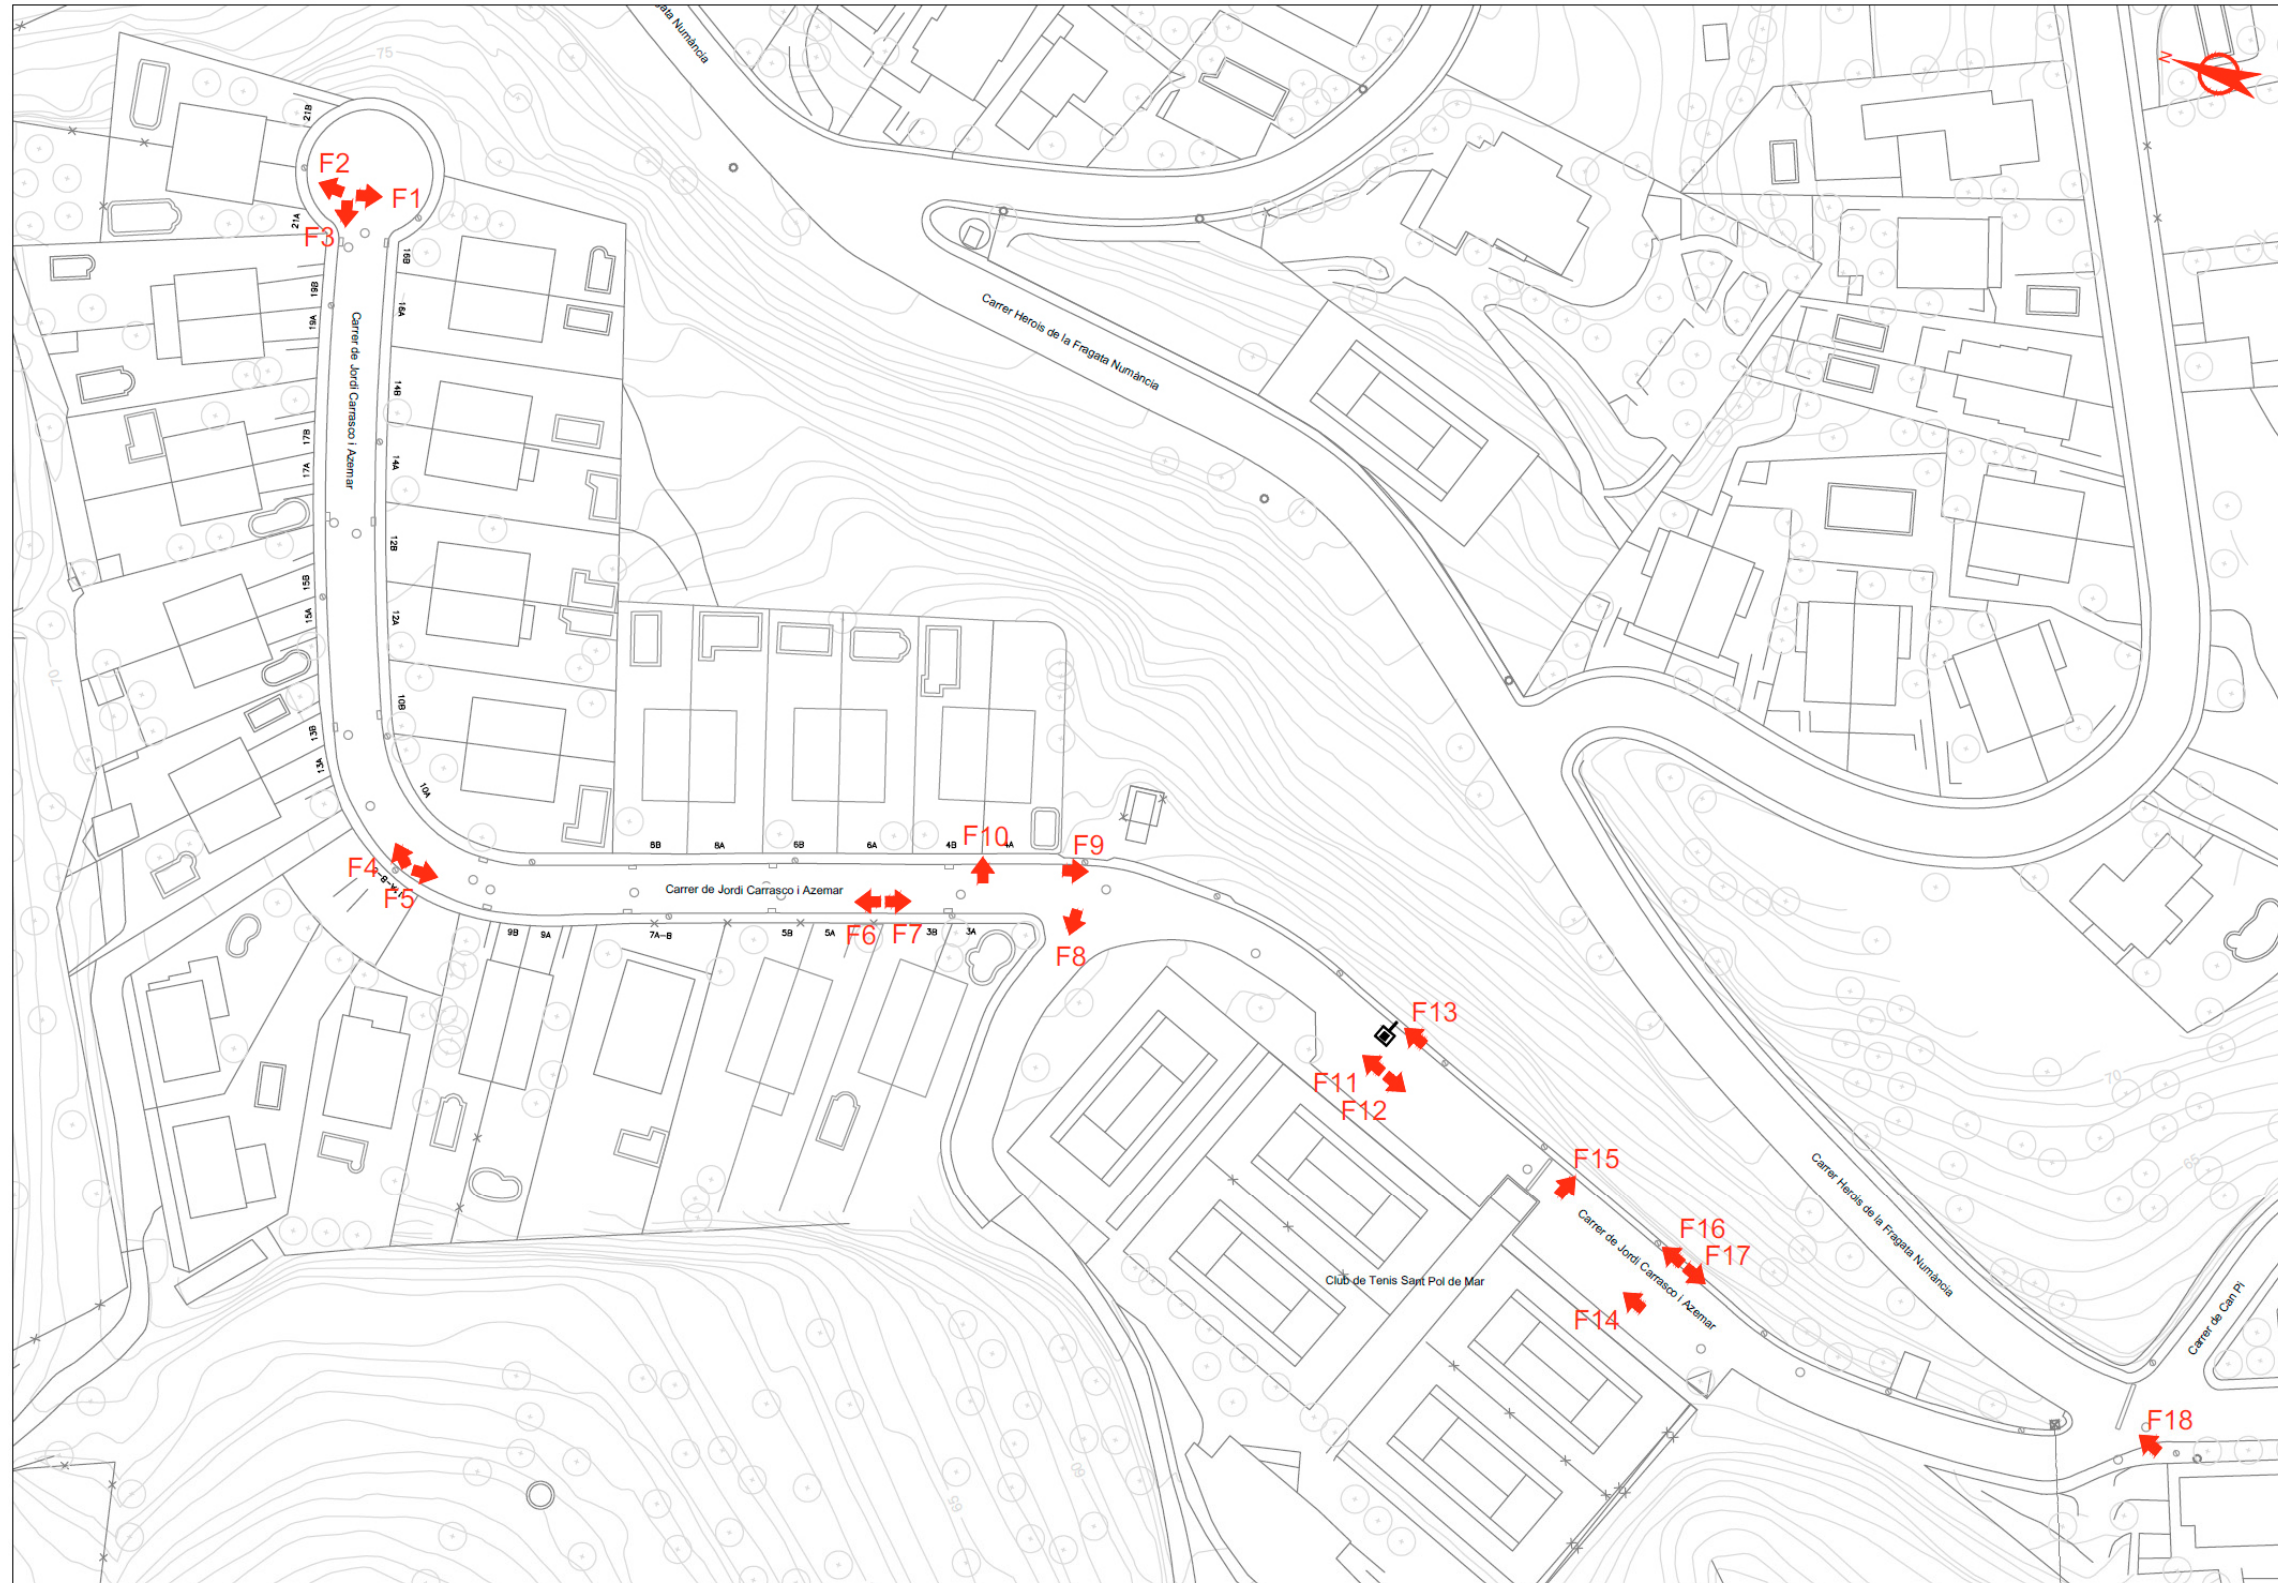 ata Numància
N
75
21B
F2
F1
21A
F3
16B
16A
19B
19A
Carrer de Jordi Carrasco i Azemar
Carrer Herois de la Fragata Numància
14B
17B
14A
17A
12B
15B
15A
12A
70
10B
13B
13A
10A
F10
F9
8B
8A
6B
6A
4B
4A
F4
F5
Carrer de Jordi Carrasco i Azemar
F6
F7
F8
9B
9A
7A-B
5B
5A
3B
3A
F13
F11
F12
70
F15
65
Carrer Herois de la Fragata Numància
Carrer de Jordi Carrasco i Azemar
F16
F17
Club de Tenis Sant Pol de Mar
F14
Carrer de Can Pi
F18
60
59